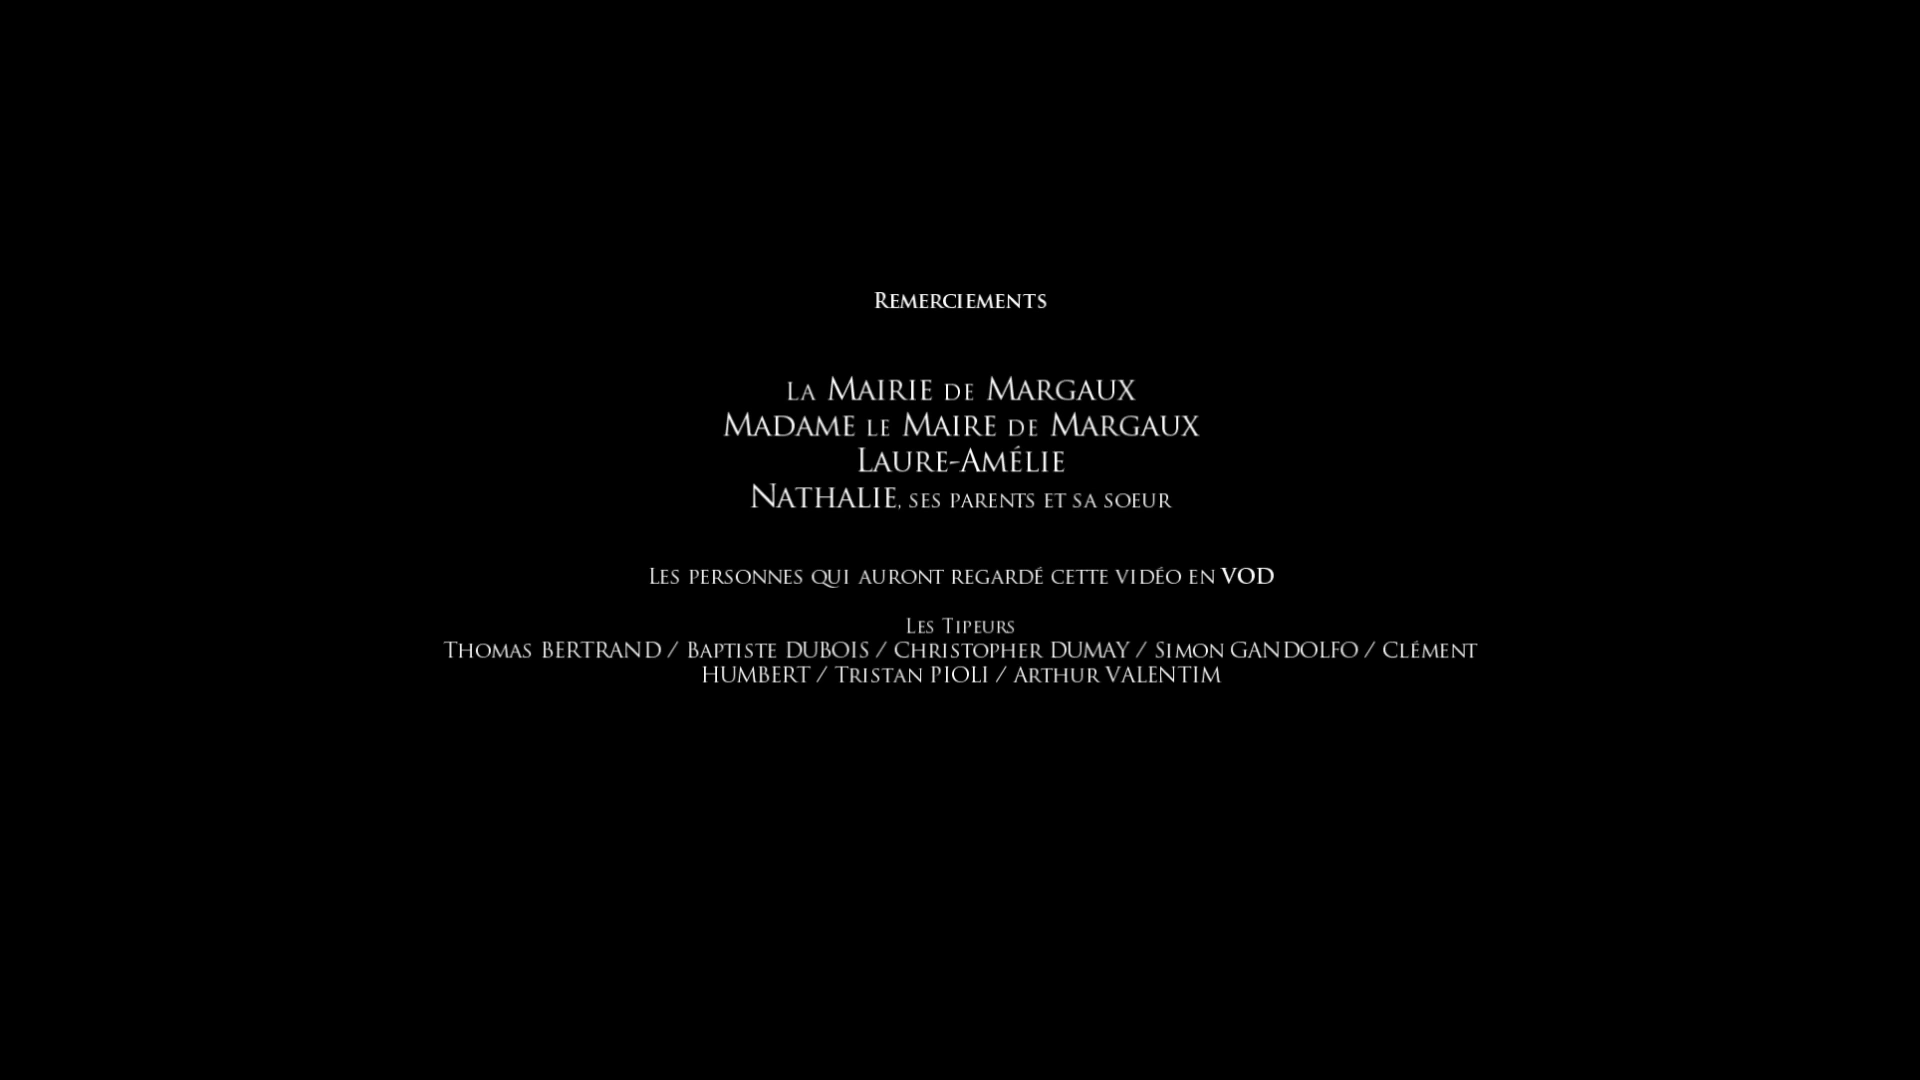 Remerciements
la MAIRIE de MARGAUX
MADAME le MAIRE de MARGAUX
LAURE-AMÉLIE
NATHALIE, ses parents et sa soeur
Les personnes qui auront regardé cette vidéo en VOD
Les Tipeurs
Thomas BERTRAND / Baptiste DUBOIS / Christopher DUMAY / Simon GANDOLFO / Clément
HUMBERT / Tristan PIOLI / Arthur VALENTIM